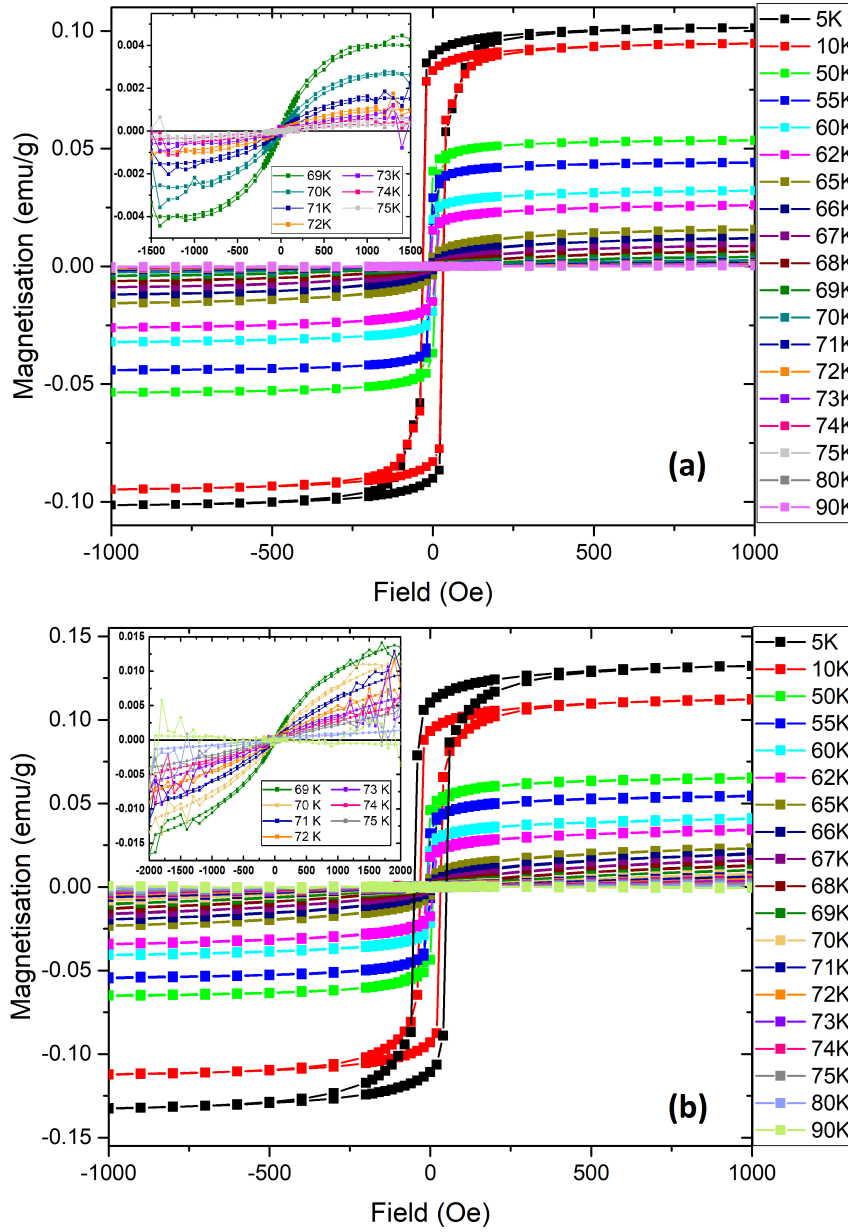 0.10
0.05
0.00
-0.05
-0.10
Magnetisation (emu/g)
-1000 -500 0 500 1000
Field (Oe)
0.004
0.002
0.000
-0.002
-0.004
-1500 -1000 -500 0 500 1000 1500
69K 73K
70K 74K
71K 75K
72K
(a)
5K
10K
50K
55K
60K
62K
65K
66K
67K
68K
69K
70K
71K
72K
73K
74K
75K
80K
90K
0.15
0.10
0.05
0.00
-0.05
-0.10
-0.15
Magnetisation (emu/g)
-1000 -500 0 500 1000
Field (Oe)
0.015
0.010
0.005
0.000
-0.005
-0.010
-0.015
-2000 -1500 -1000 -500 0 500 1000 1500 2000
69 K 73 K
70 K 74 K
71 K 75 K
72 K
(b)
5K
10K
50K
55K
60K
62K
65K
66K
67K
68K
69K
70K
71K
72K
73K
74K
75K
80K
90K